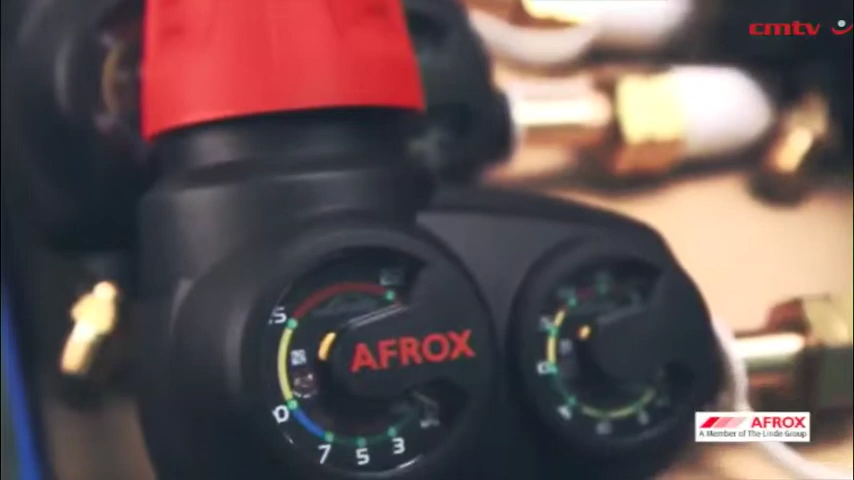 cmtv
.5
AFROX
0
7
5
3
AFROX
A Member of The Linde Group